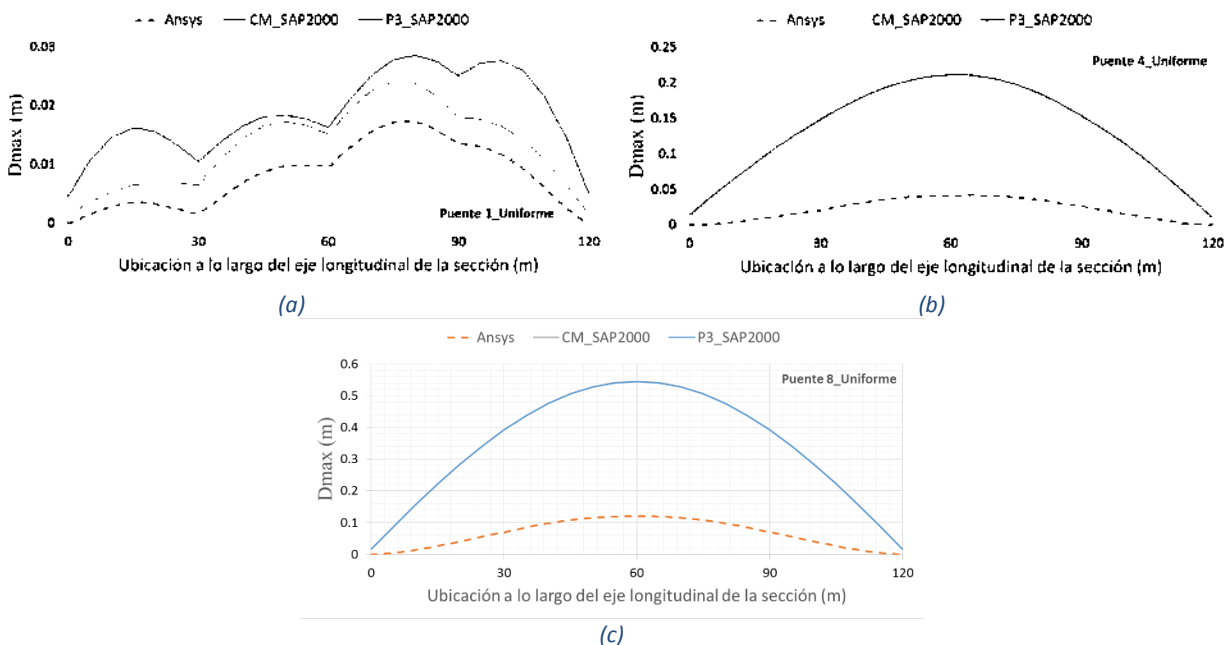 Ansys CM_SAP2000 P3_SAP2000
0.03
0.02
0.01
0
Dmax (m)
Puente 1_Uniforme
0 30 60 90 120
Ubicación a lo largo del eje longitudinal de la sección (m)
(a)
Ansys CM_SAP2000 P3_SAP2000
0.25
0.2
0.15
0.1
0.05
0
Dmax (m)
Puente 4_Uniforme
0 30 60 90 120
Ubicación a lo largo del eje longitudinal de la sección (m)
(b)
Ansys CM_SAP2000 P3_SAP2000
0.6
0.5
0.4
0.3
0.2
0.1
0
Dmax (m)
Puente 8_Uniforme
0 30 60 90 120
Ubicación a lo largo del eje longitudinal de la sección (m)
(c)